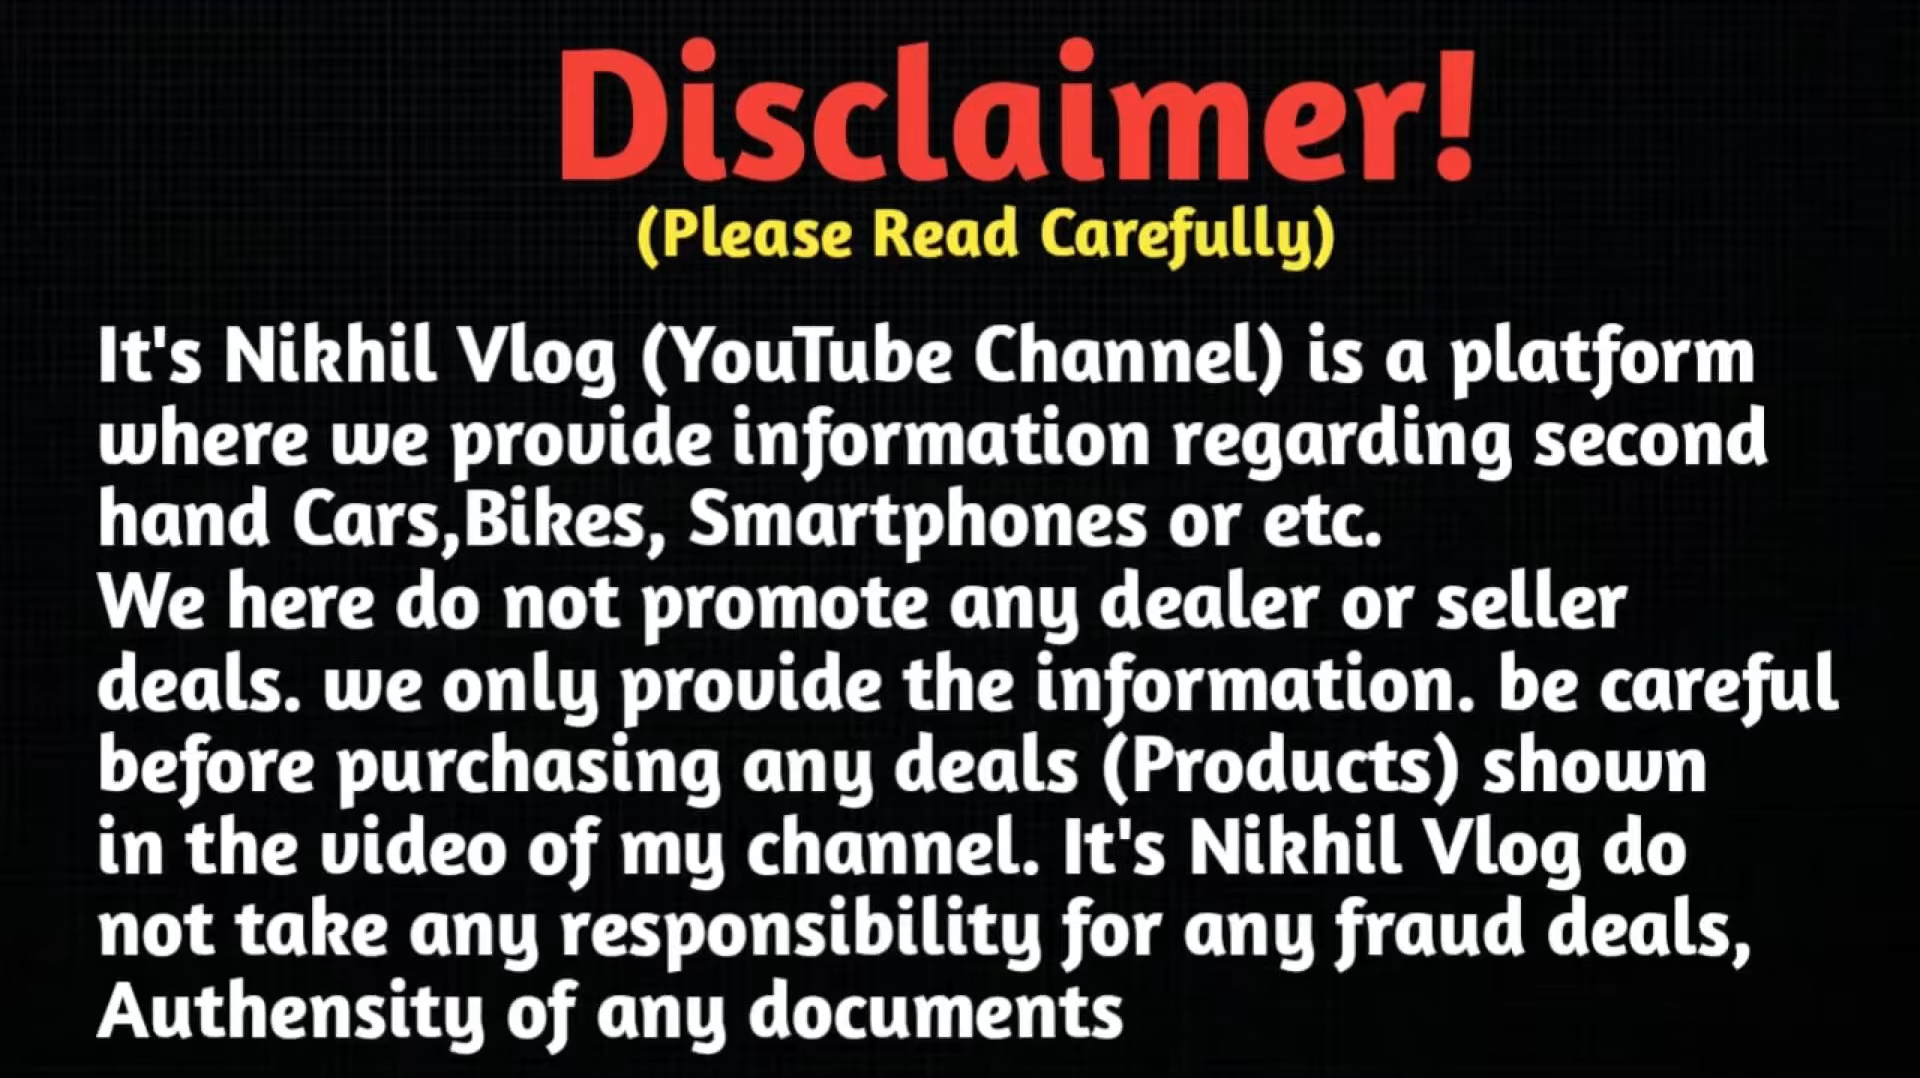 Disclaimer!
(Please Read Carefully)
It's Nikhil Vlog (YouTube Channel) is a platform
where we provide information regarding second
hand Cars,Bikes, Smartphones or etc.
We here do not promote any dealer or seller
deals. we only provide the information. be careful
before purchasing any deals (Products) shown
in the video of my channel. It's Nikhil Vlog do
not take any responsibility for any fraud deals,
Authensity of any documents